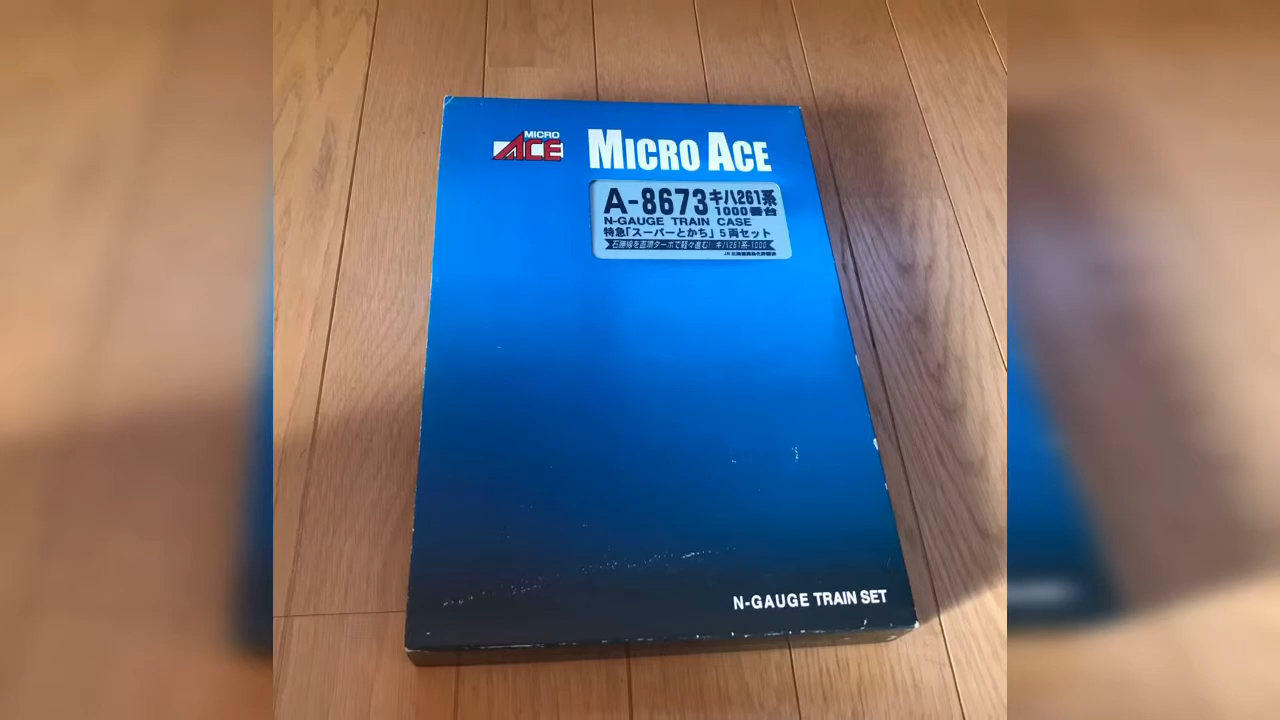 MICRO
ACE
MICRO ACE
A-8673 キハ261系
1000番台
N-GAUGE TRAIN CASE
特急「スーパーとかち」5両セット
石勝線を直噴ターボで軽々進む! キハ261系-1000
N-GAUGE TRAIN SET